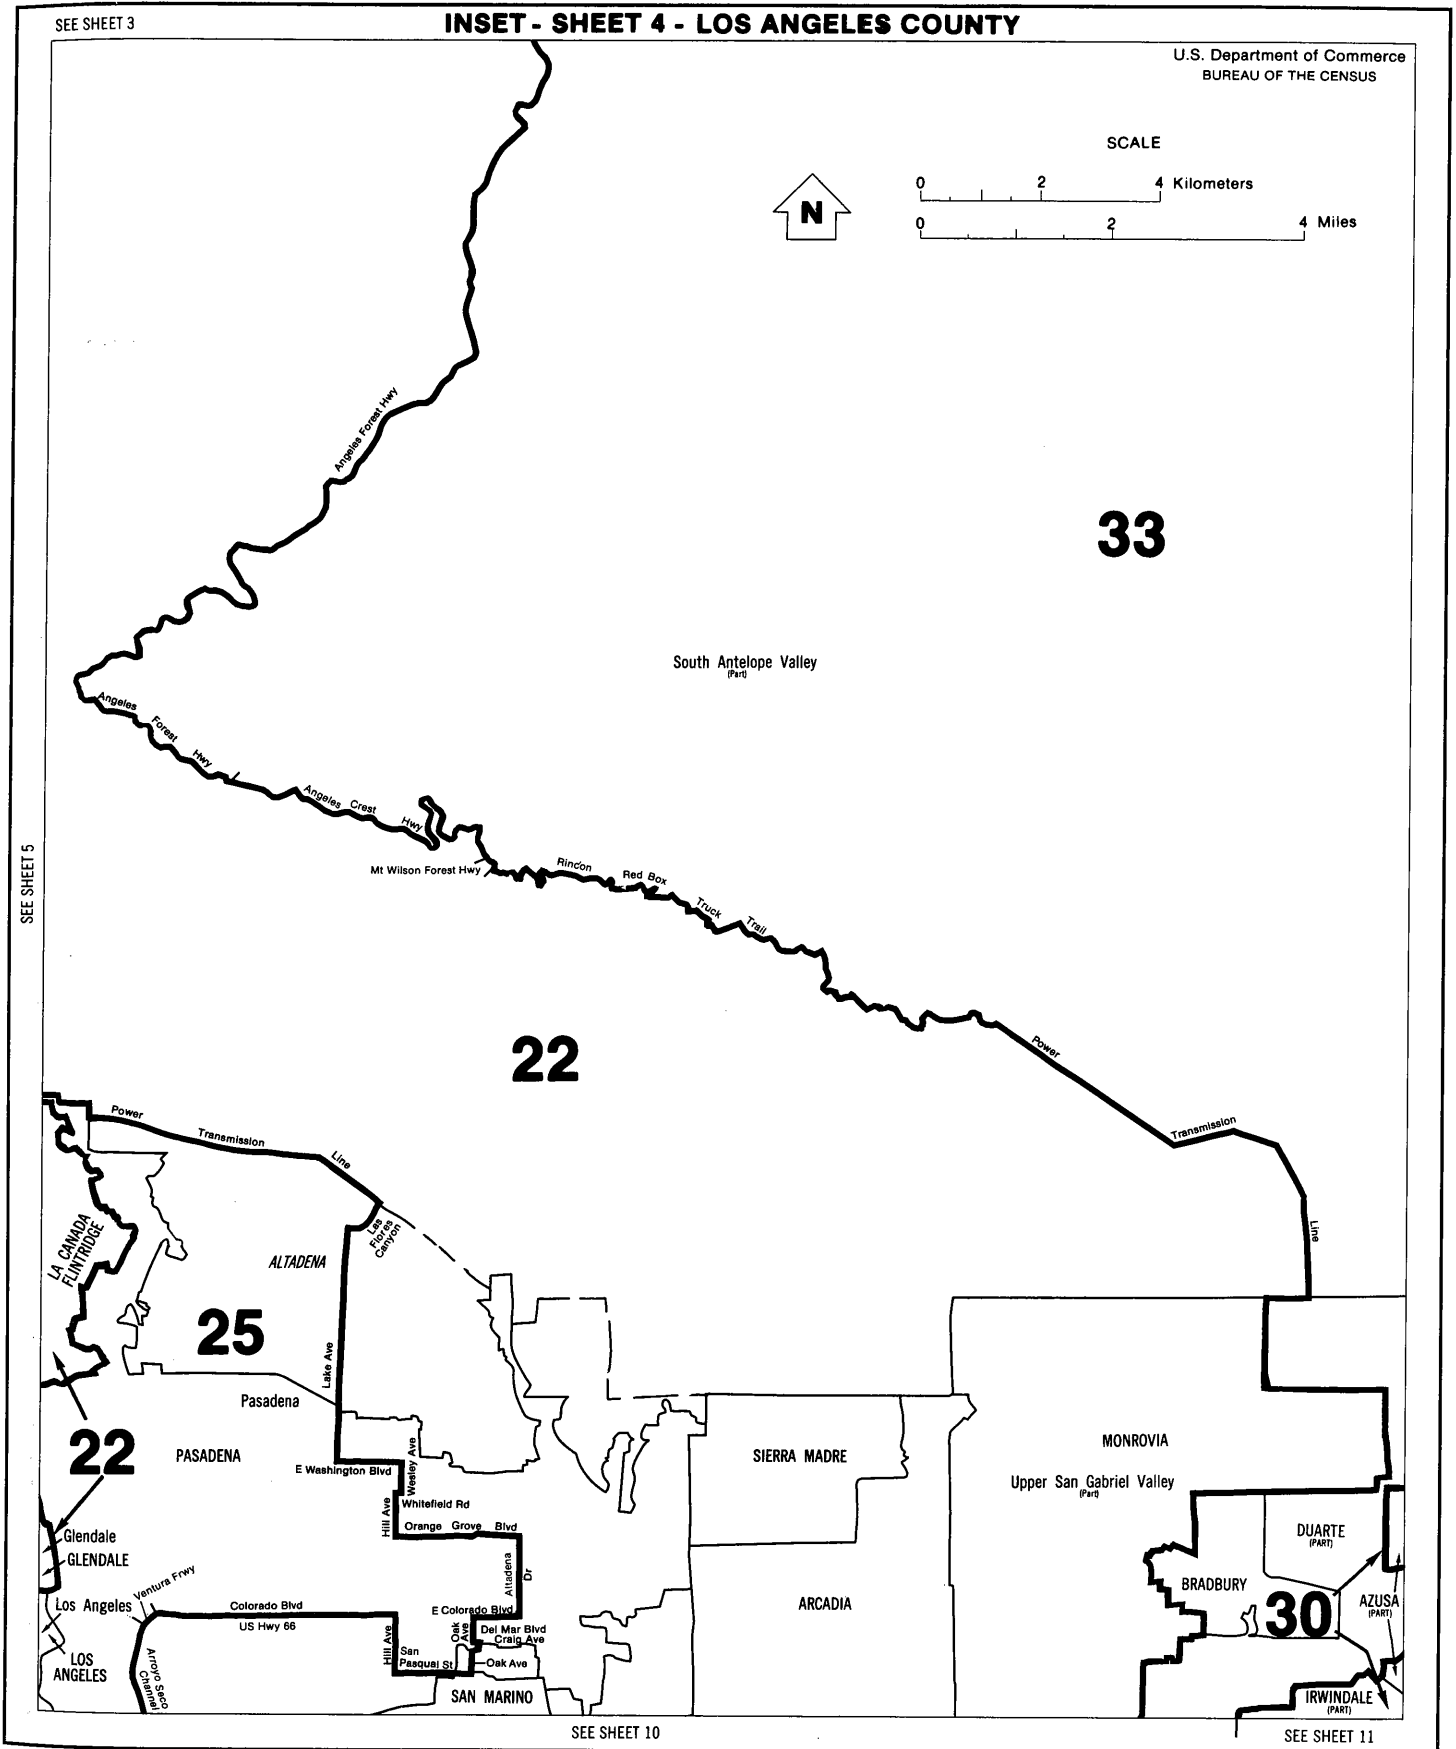 SEE SHEET 3
INSET - SHEET 4 - LOS ANGELES COUNTY
U.S. Department of Commerce
BUREAU OF THE CENSUS
SCALE
0 2 4 Kilometers
0 2 4 Miles
N
Angeles Forest Hwy
33
South Antelope Valley
(Part)
Angeles Forest Hwy
Angeles Crest Hwy
Mt Wilson Forest Hwy
Rincon Red Box Truck Trail
SEE SHEET 5
22
Power Transmission Line
Power Transmission Line
Las Flores Canyon
LA CANADA
FLINTRIDGE
ALTADENA
25
Lake Ave
Pasadena
22
PASADENA
E Washington Blvd
Wesley Ave
Whitefield Rd
Hill Ave
Orange Grove Blvd
SIERRA MADRE
MONROVIA
Upper San Gabriel Valley
(Part)
Glendale
GLENDALE
Ventura Frwy
Altadena Dr
DUARTE
(PART)
BRADBURY
30
AZUSA
(PART)
Los Angeles
Colorado Blvd
US Hwy 66
E Colorado Blvd
ARCADIA
Oak Ave
Del Mar Blvd
Craig Ave
LOS
ANGELES
Arroyo Seco
Channel
Hill Ave
San
Pasqual St
Oak Ave
SAN MARINO
IRWINDALE
(PART)
SEE SHEET 10
SEE SHEET 11